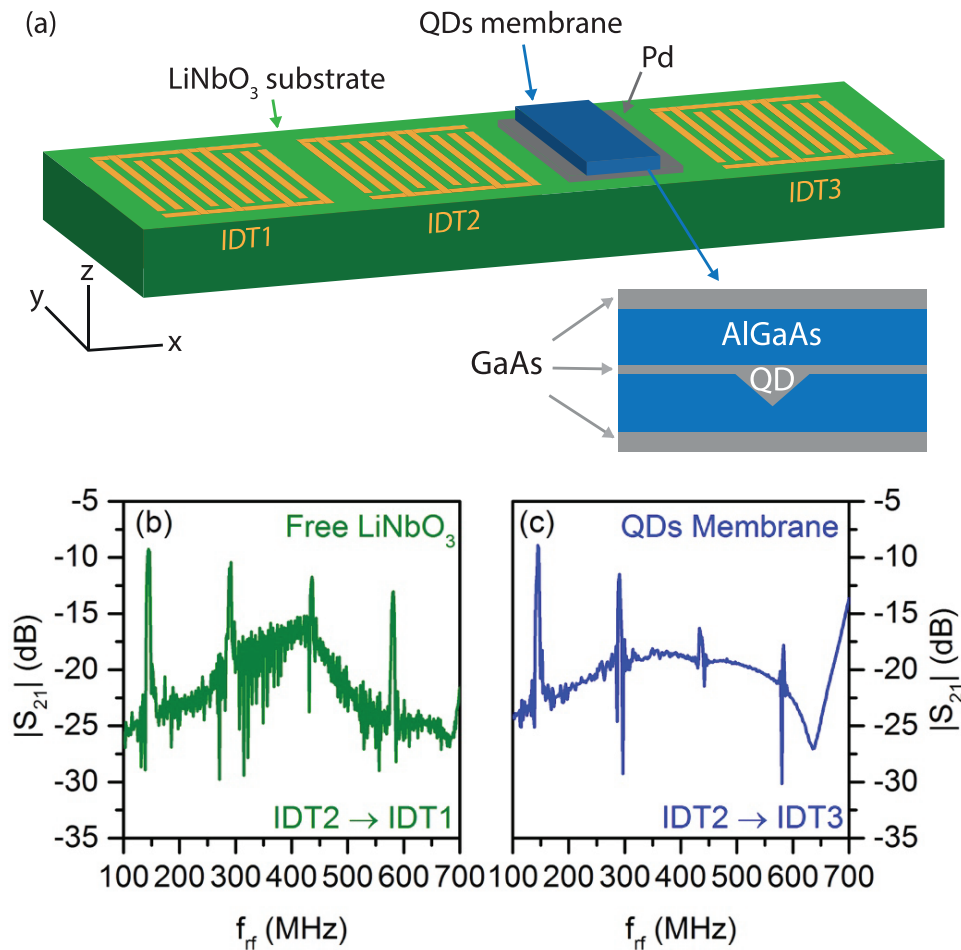 (a)
QDs membrane
Pd
LiNbO₃ substrate
IDT1
IDT2
IDT3
z
y
x
GaAs
AlGaAs
QD
(b)
Free LiNbO₃
-5
-10
-15
-20
-25
-30
-35
|S₂₁| (dB)
IDT2 → IDT1
100 200 300 400 500 600 700
f_rf (MHz)
(c)
QDs Membrane
-5
-10
-15
-20
-25
-30
-35
|S₂₁| (dB)
IDT2 → IDT3
100 200 300 400 500 600 700
f_rf (MHz)